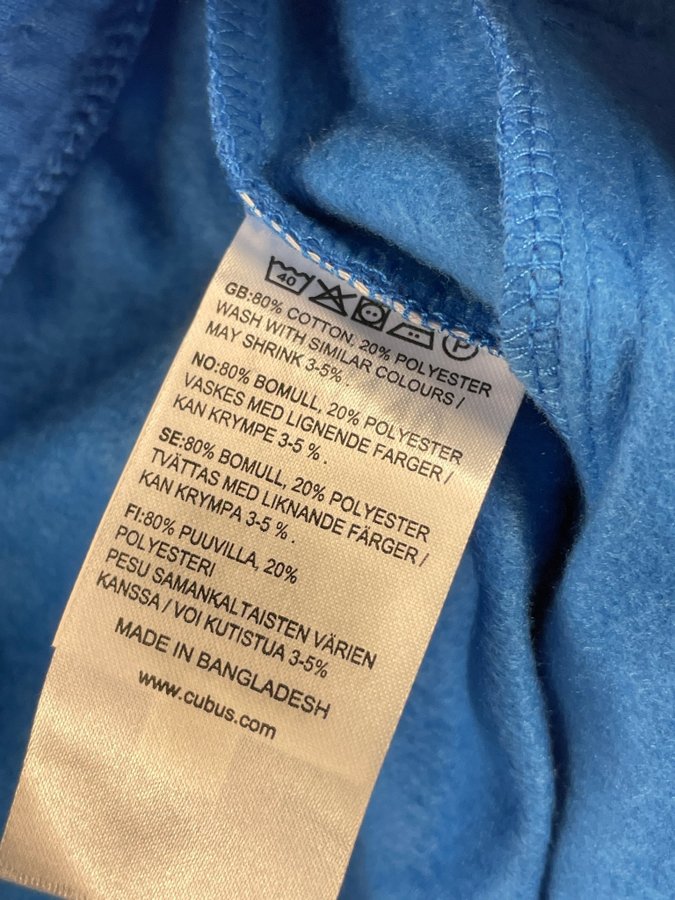 40 P
GB:80% COTTON, 20% POLYESTER
WASH WITH SIMILAR COLOURS /
MAY SHRINK 3-5% .
NO:80% BOMULL, 20% POLYESTER
VASKES MED LIGNENDE FARGER /
KAN KRYMPE 3-5 % .
SE:80% BOMULL, 20% POLYESTER
TVÄTTAS MED LIKNANDE FÄRGER /
KAN KRYMPA 3-5 % .
FI:80% PUUVILLA, 20%
POLYESTERI
PESU SAMANKALTAISTEN VÄRIEN
KANSSA / VOI KUTISTUA 3-5%
MADE IN BANGLADESH
www.cubus.com